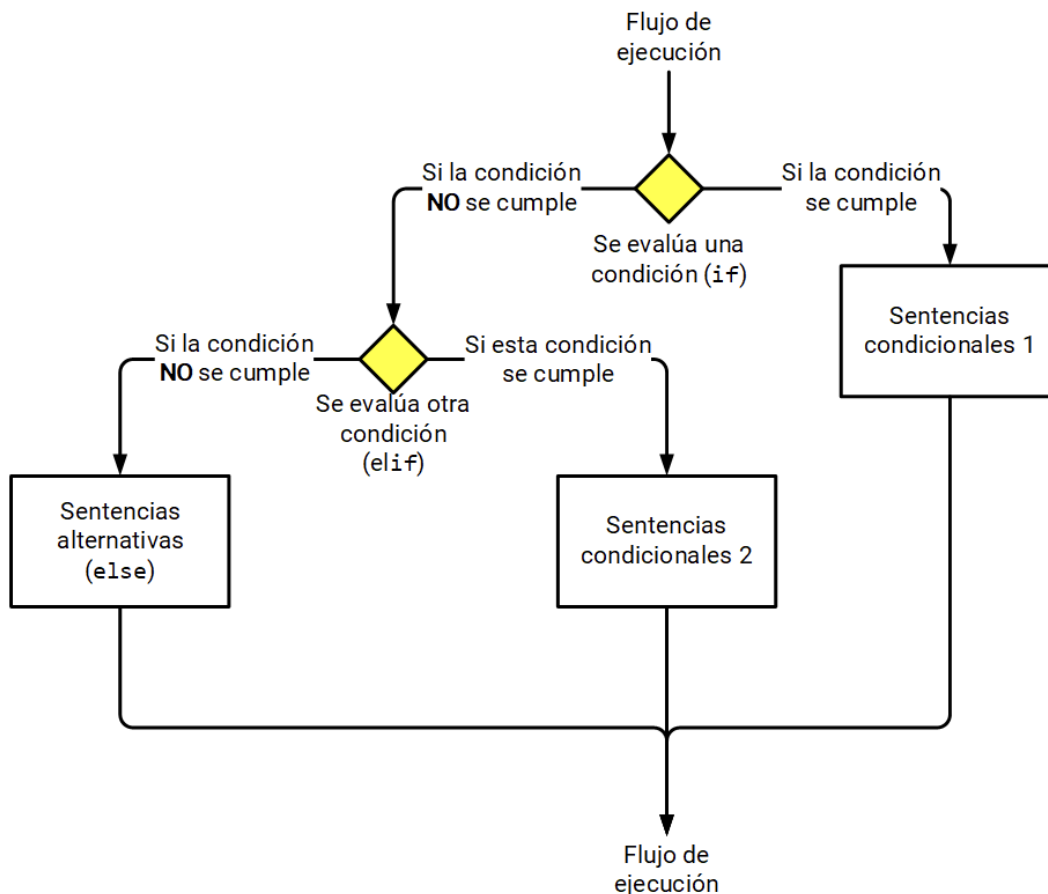 Flujo de
ejecución
Si la condición
NO se cumple
Si la condición
se cumple
Se evalúa una
condición (if)
Sentencias
condicionales 1
Si la condición
NO se cumple
Si esta condición
se cumple
Se evalúa otra
condición
(elif)
Sentencias
alternativas
(else)
Sentencias
condicionales 2
Flujo de
ejecución